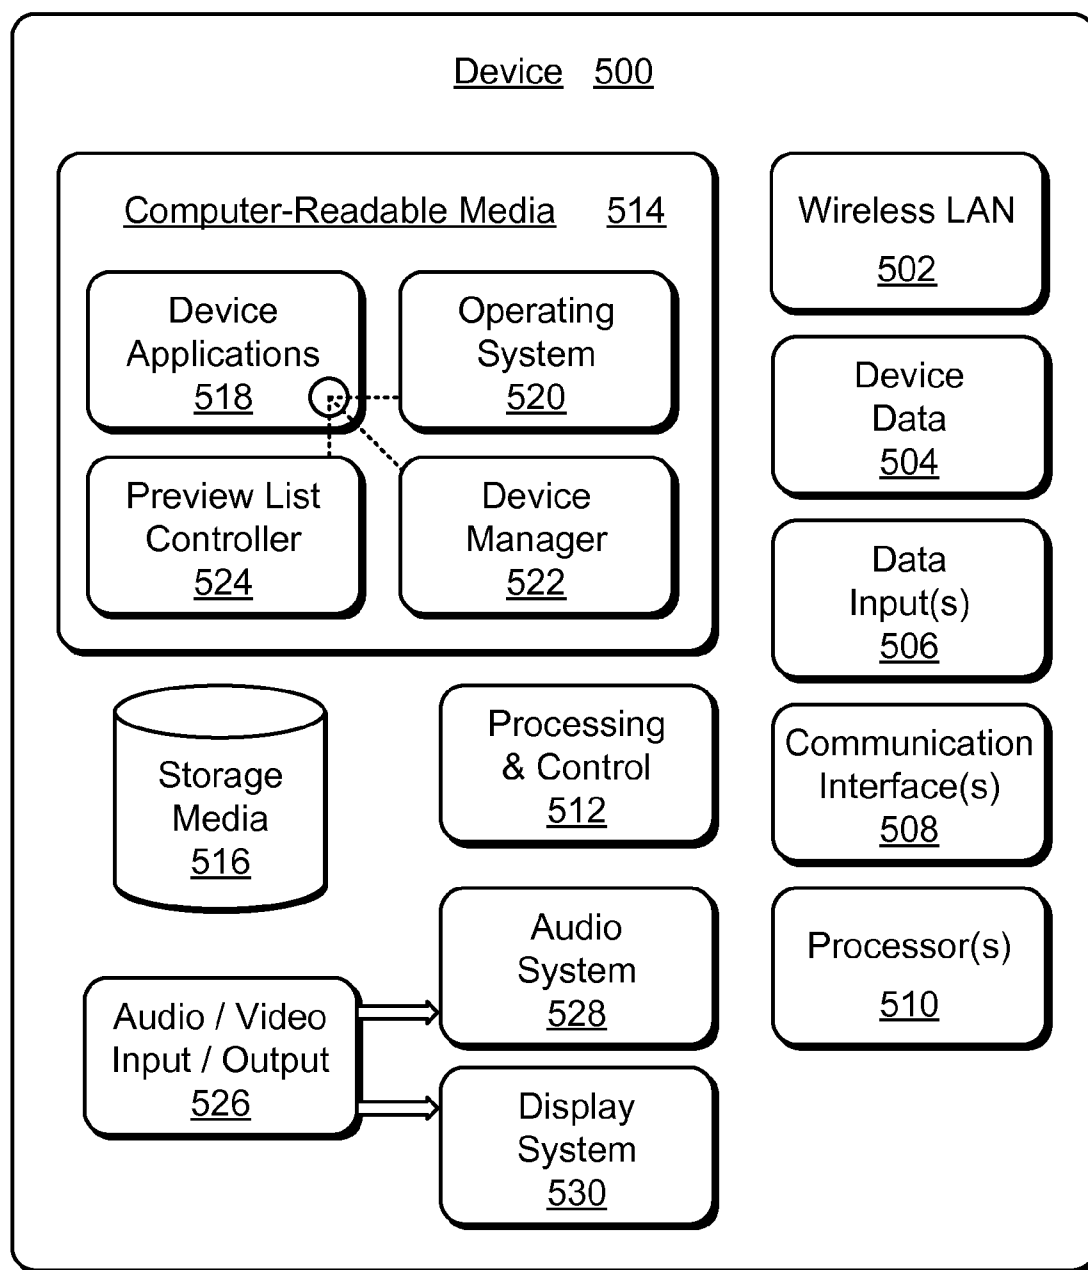 Device 500
Computer-Readable Media 514
Device
Applications
518
Operating
System
520
Preview List
Controller
524
Device
Manager
522
Wireless LAN
502
Device
Data
504
Data
Input(s)
506
Communication
Interface(s)
508
Processor(s)
510
Storage
Media
516
Processing
& Control
512
Audio / Video
Input / Output
526
Audio
System
528
Display
System
530